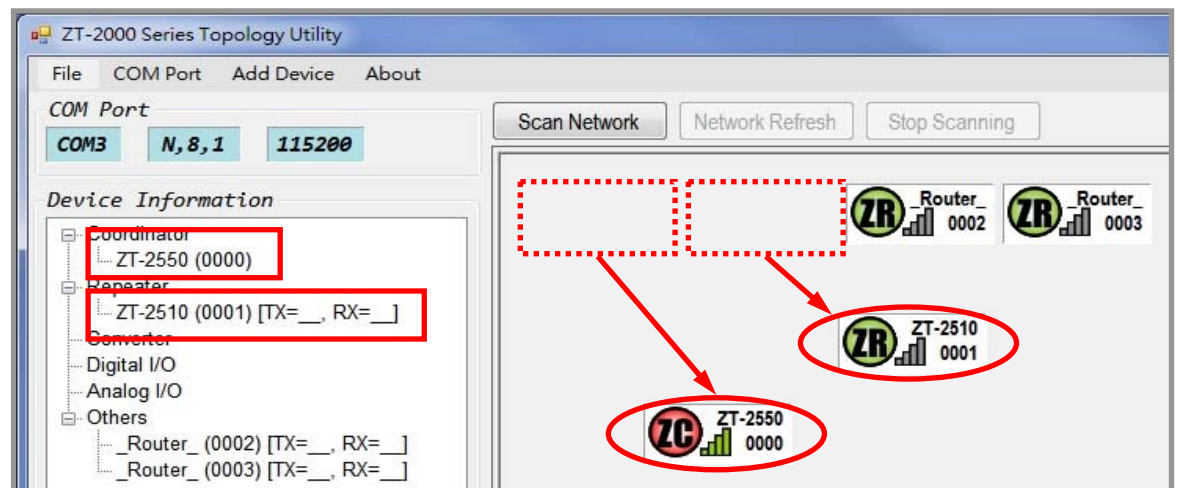 ZT-2000 Series Topology Utility
File COM Port Add Device About
COM Port
COM3 N,8,1 115200
Scan Network Network Refresh Stop Scanning
Device Information
Coordinator
ZT-2550 (0000)
Repeater
ZT-2510 (0001) [TX=__, RX=__]
Converter
Digital I/O
Analog I/O
Others
_Router_ (0002) [TX=__, RX=__]
_Router_ (0003) [TX=__, RX=__]
ZR _Router_
0002
ZR _Router_
0003
ZR ZT-2510
0001
ZC ZT-2550
0000